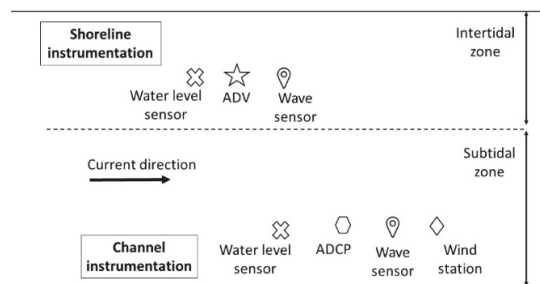 Shoreline
instrumentation
Intertidal
zone
Water level
sensor
ADV
Wave
sensor
Subtidal
zone
Current direction
Channel
instrumentation
Water level
sensor
ADCP
Wave
sensor
Wind
station